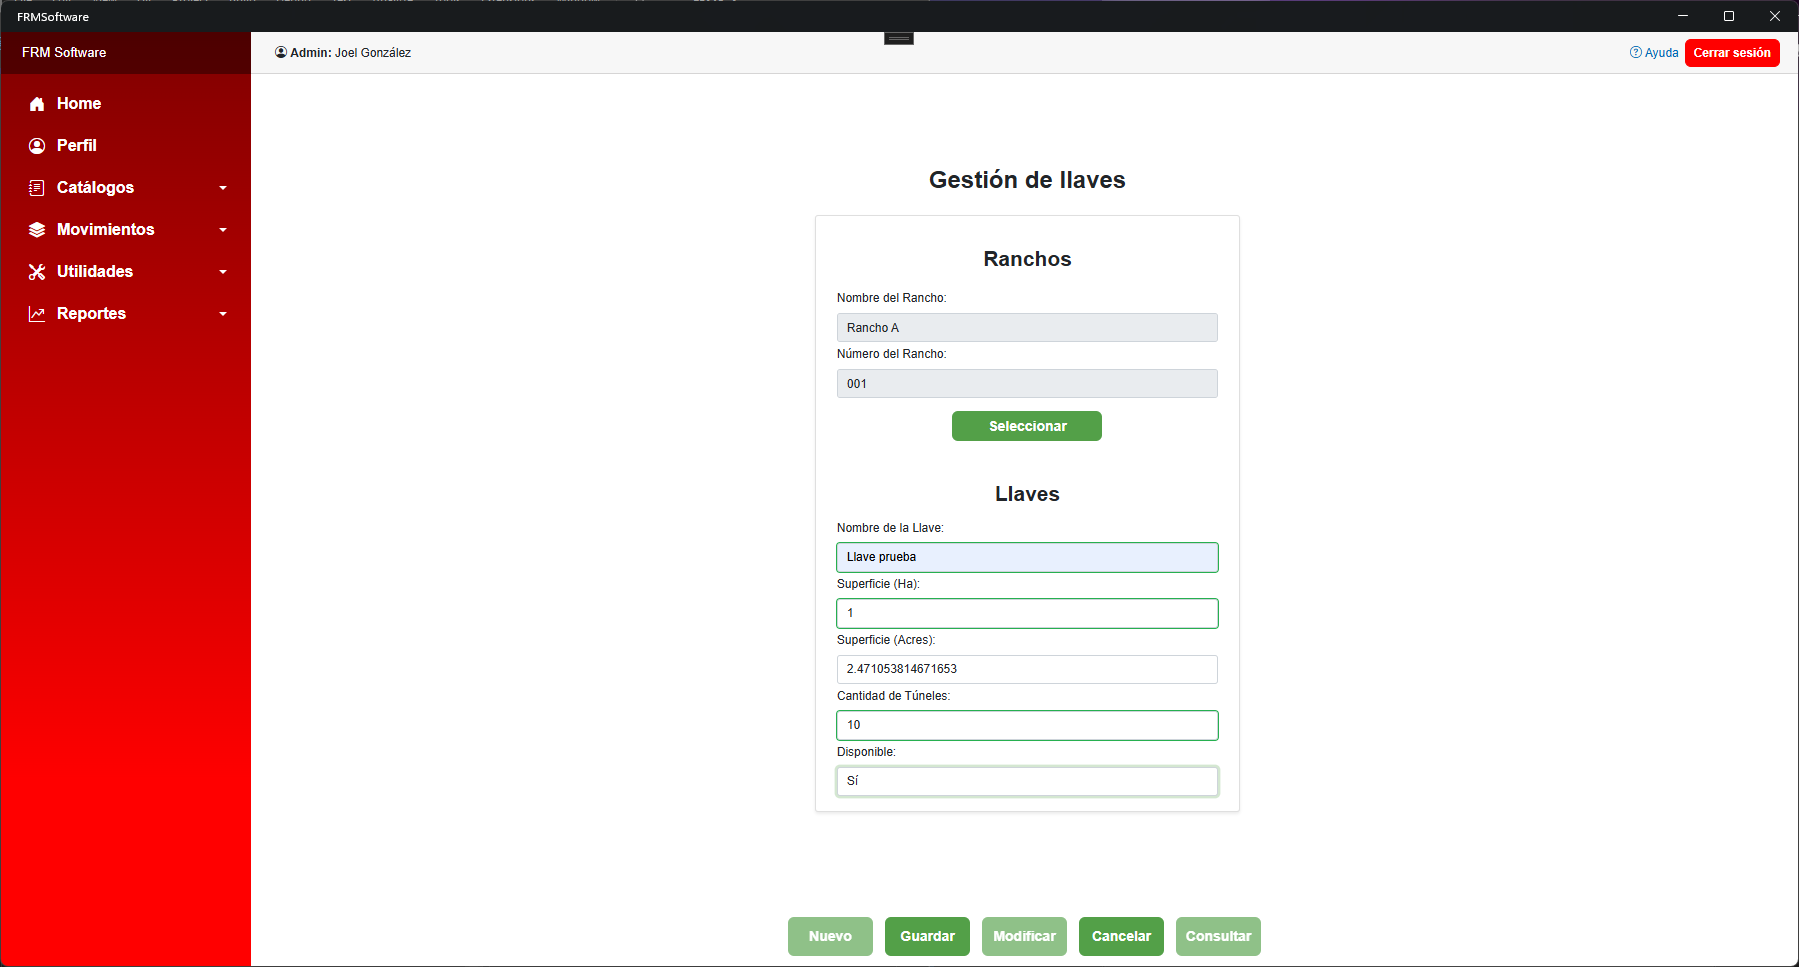 FRMSoftware
FRM Software
Admin: Joel González
Ayuda
Cerrar sesión
Home
Perfil
Catálogos
Movimientos
Utilidades
Reportes
Gestión de llaves
Ranchos
Nombre del Rancho:
Rancho A
Número del Rancho:
001
Seleccionar
Llaves
Nombre de la Llave:
Llave prueba
Superficie (Ha):
1
Superficie (Acres):
2.471053814671653
Cantidad de Túneles:
10
Disponible:
Sí
Nuevo
Guardar
Modificar
Cancelar
Consultar